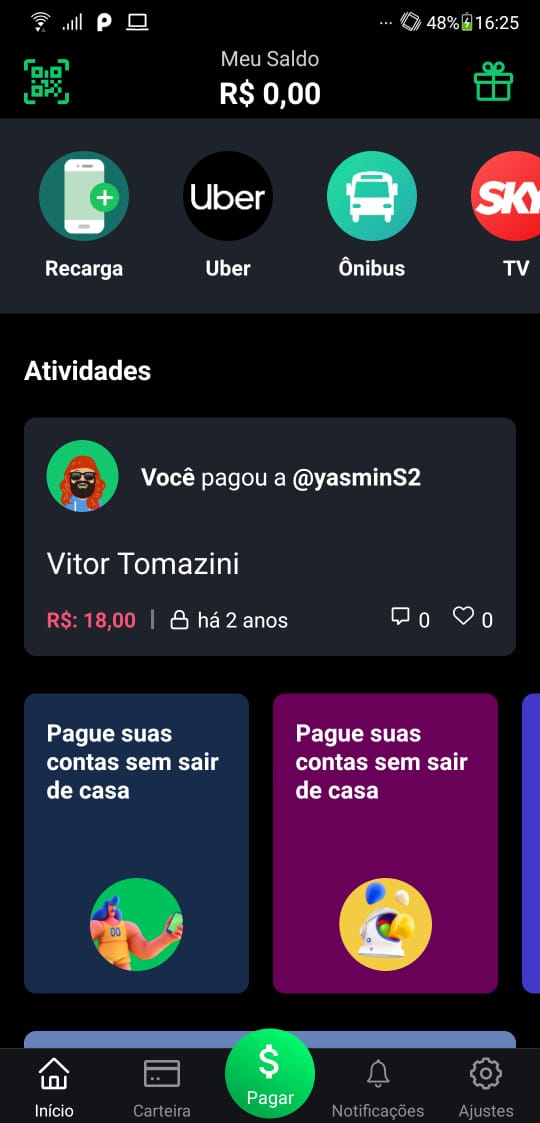 48% 16:25
Meu Saldo
R$ 0,00
Uber
SKY
Recarga
Uber
Ônibus
TV
Atividades
Você pagou a @yasminS2
Vitor Tomazini
R$: 18,00 | há 2 anos 0 0
Pague suas
contas sem sair
de casa
Pague suas
contas sem sair
de casa
00
$
Pagar
Início
Carteira
Notificações
Ajustes